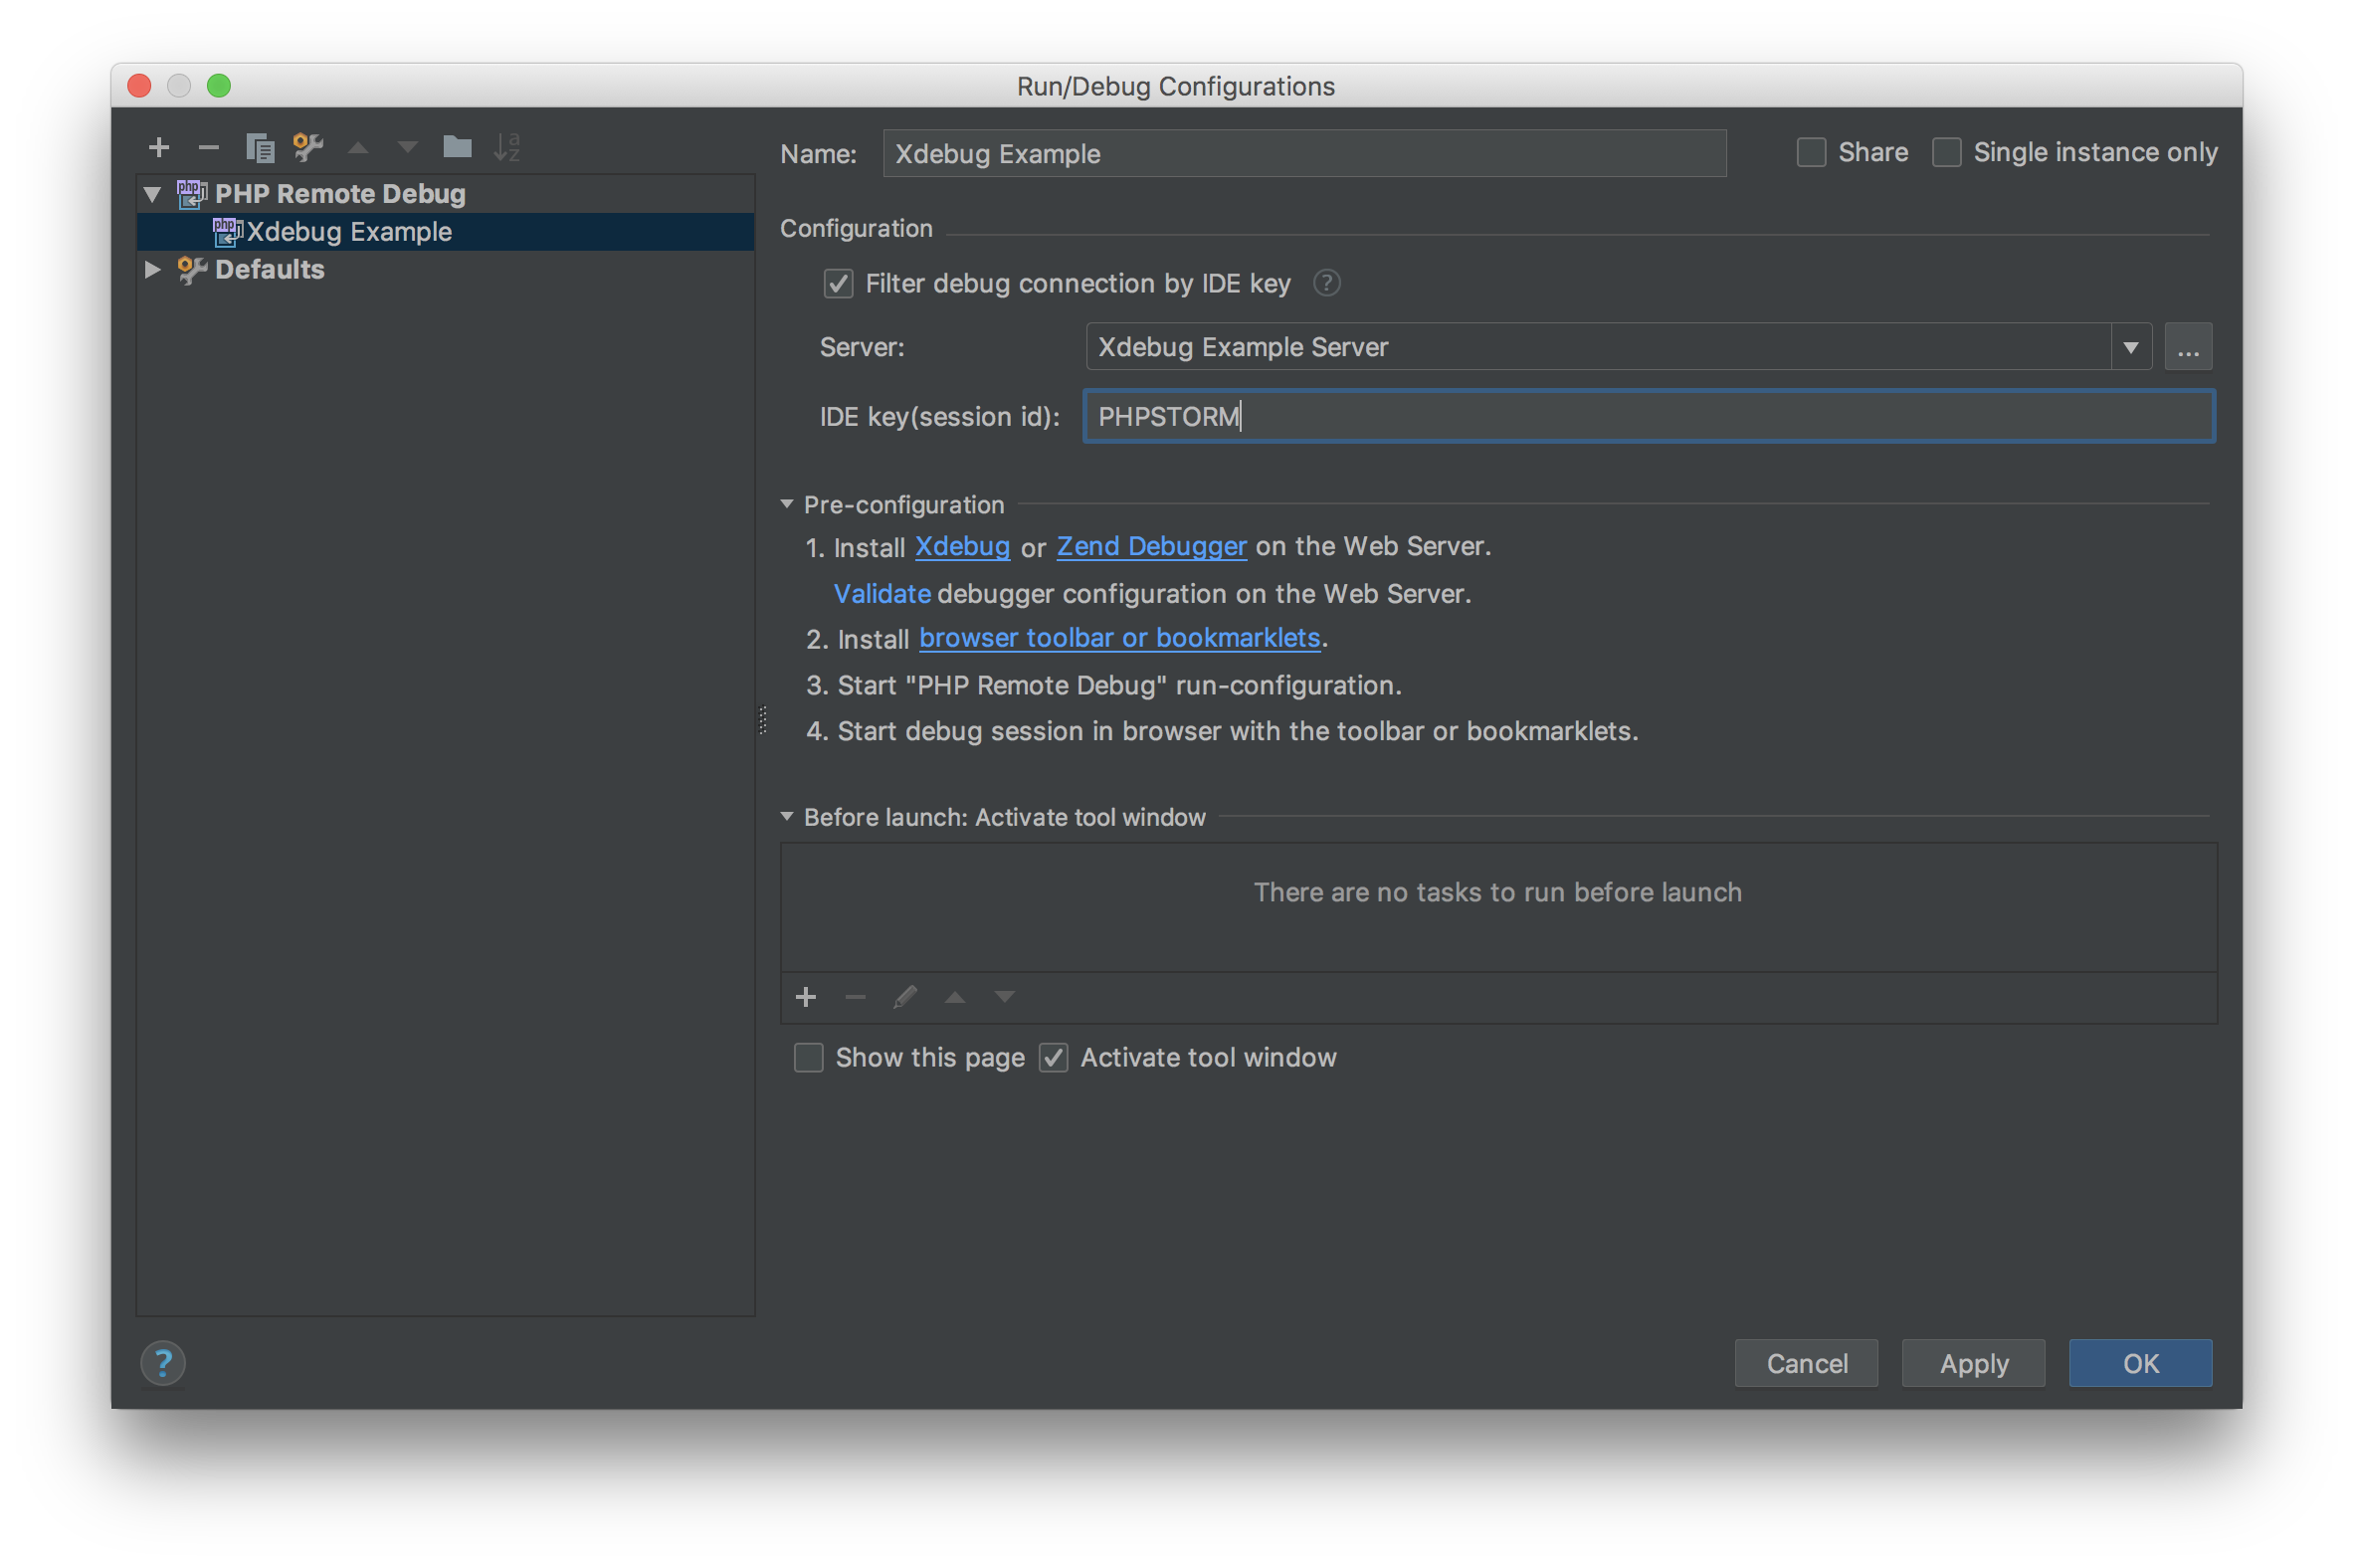 Run/Debug Configurations
PHP Remote Debug
Xdebug Example
Defaults
Name: Xdebug Example Share Single instance only
Configuration
Filter debug connection by IDE key ?
Server: Xdebug Example Server ...
IDE key(session id): PHPSTORM
Pre-configuration
1. Install Xdebug or Zend Debugger on the Web Server.
Validate debugger configuration on the Web Server.
2. Install browser toolbar or bookmarklets.
3. Start "PHP Remote Debug" run-configuration.
4. Start debug session in browser with the toolbar or bookmarklets.
Before launch: Activate tool window
There are no tasks to run before launch
Show this page Activate tool window
? Cancel Apply OK